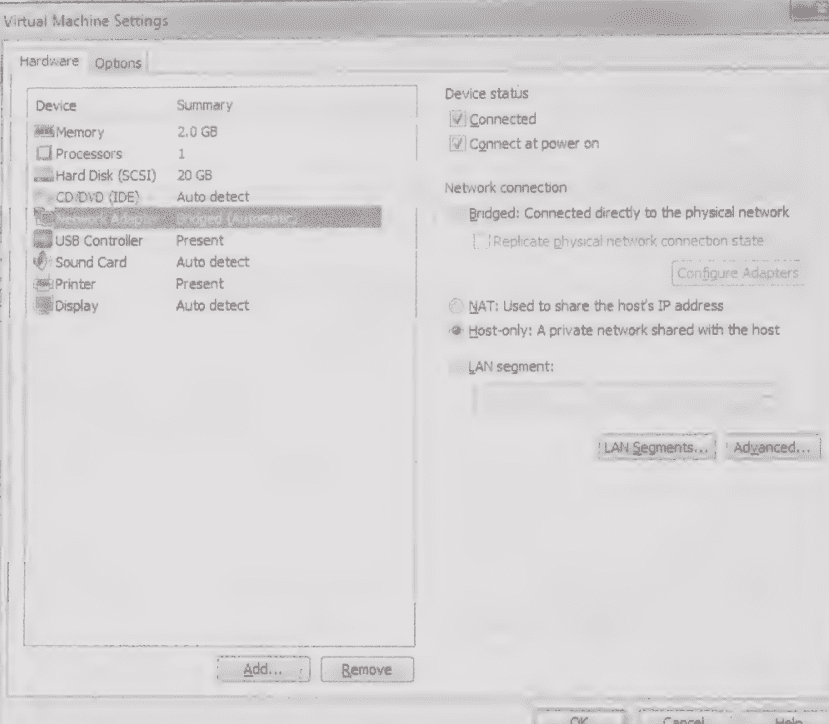 Virtual Machine Settings
Hardware Options
Device Summary
Memory 2.0 GB
Processors 1
Hard Disk (SCSI) 20 GB
CD/DVD (IDE) Auto detect
Network Adapter Bridged (Automatic)
USB Controller Present
Sound Card Auto detect
Printer Present
Display Auto detect
Add... Remove
Device status
Connected
Connect at power on
Network connection
Bridged: Connected directly to the physical network
Replicate physical network connection state
Configure Adapters
NAT: Used to share the host's IP address
Host-only: A private network shared with the host
LAN segment:
LAN Segments... Advanced...
OK Cancel Help